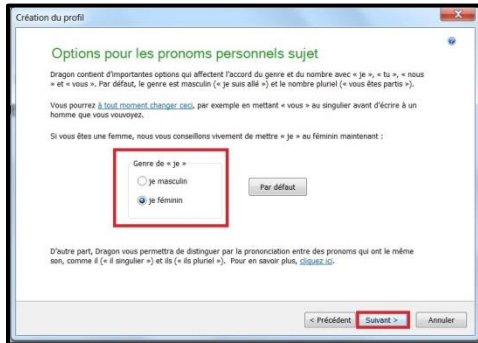 Création du profil
Options pour les pronoms personnels sujet
Dragon contient d'importantes options qui affectent l'accord du genre et du nombre avec « je », « tu », « nous
» et « vous ». Par défaut, le genre est masculin (« je suis allé ») et le nombre pluriel (« vous êtes partis »).
Vous pourrez à tout moment changer ceci, par exemple en mettant « vous » au singulier avant d'écrire à un
homme que vous vouvoyez.
Si vous êtes une femme, nous vous conseillons vivement de mettre « je » au féminin maintenant :
Genre de « je »
je masculin
je féminin
Par défaut
D'autre part, Dragon vous permettra de distinguer par la prononciation entre des pronoms qui ont le même
son, comme il (« il singulier ») et ils (« ils pluriel »). Pour en savoir plus, cliquez ici.
< Précédent
Suivant >
Annuler